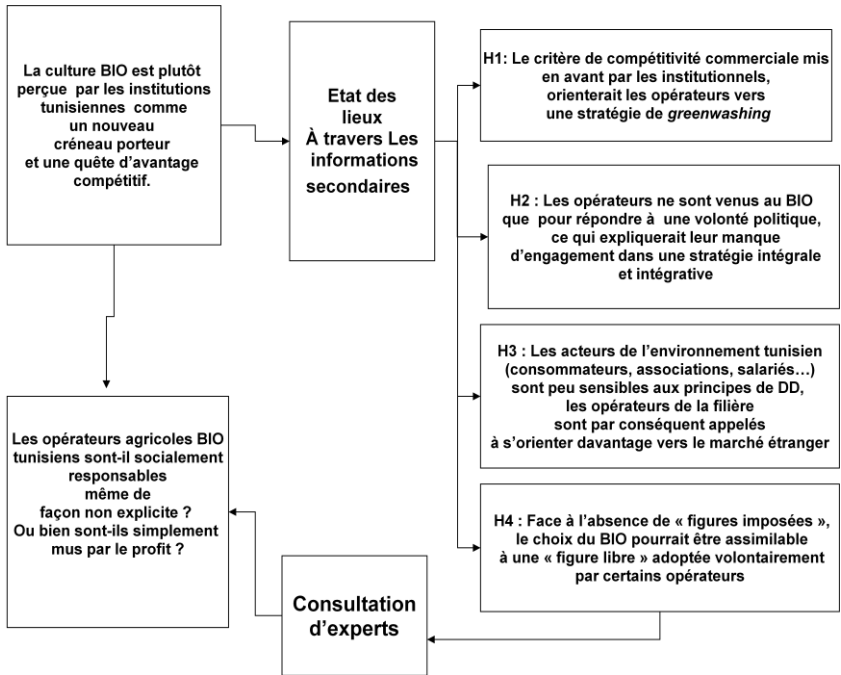 La culture BIO est plutôt
perçue par les institutions
tunisiennes comme
un nouveau
créneau porteur
et une quête d'avantage
compétitif.
Etat des
lieux
À travers Les
informations
secondaires
H1: Le critère de compétitivité commerciale mis
en avant par les institutionnels,
orienterait les opérateurs vers
une stratégie de greenwashing
H2 : Les opérateurs ne sont venus au BIO
que pour répondre à une volonté politique,
ce qui expliquerait leur manque
d'engagement dans une stratégie intégrale
et intégrative
H3 : Les acteurs de l'environnement tunisien
(consommateurs, associations, salariés…)
sont peu sensibles aux principes de DD,
les opérateurs de la filière
sont par conséquent appelés
à s'orienter davantage vers le marché étranger
H4 : Face à l'absence de « figures imposées »,
le choix du BIO pourrait être assimilable
à une « figure libre » adoptée volontairement
par certains opérateurs
Consultation
d'experts
Les opérateurs agricoles BIO
tunisiens sont-il socialement
responsables
même de
façon non explicite ?
Ou bien sont-ils simplement
mus par le profit ?